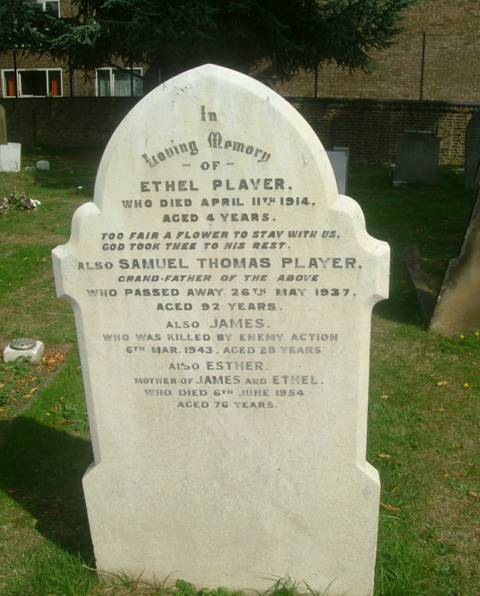 In
Loving Memory
- OF -
ETHEL PLAYER.
WHO DIED APRIL 11TH 1914.
AGED 4 YEARS.
TOO FAIR A FLOWER TO STAY WITH US.
GOD TOOK THEE TO HIS REST.
ALSO SAMUEL THOMAS PLAYER,
GRAND-FATHER OF THE ABOVE
WHO PASSED AWAY 26TH MAY 1937.
AGED 92 YEARS.
ALSO JAMES.
WHO WAS KILLED BY ENEMY ACTION
6TH MAR. 1943. AGED 28 YEARS
ALSO ESTHER.
MOTHER OF JAMES AND ETHEL.
WHO DIED 6TH JUNE 1954
AGED 76 YEARS.